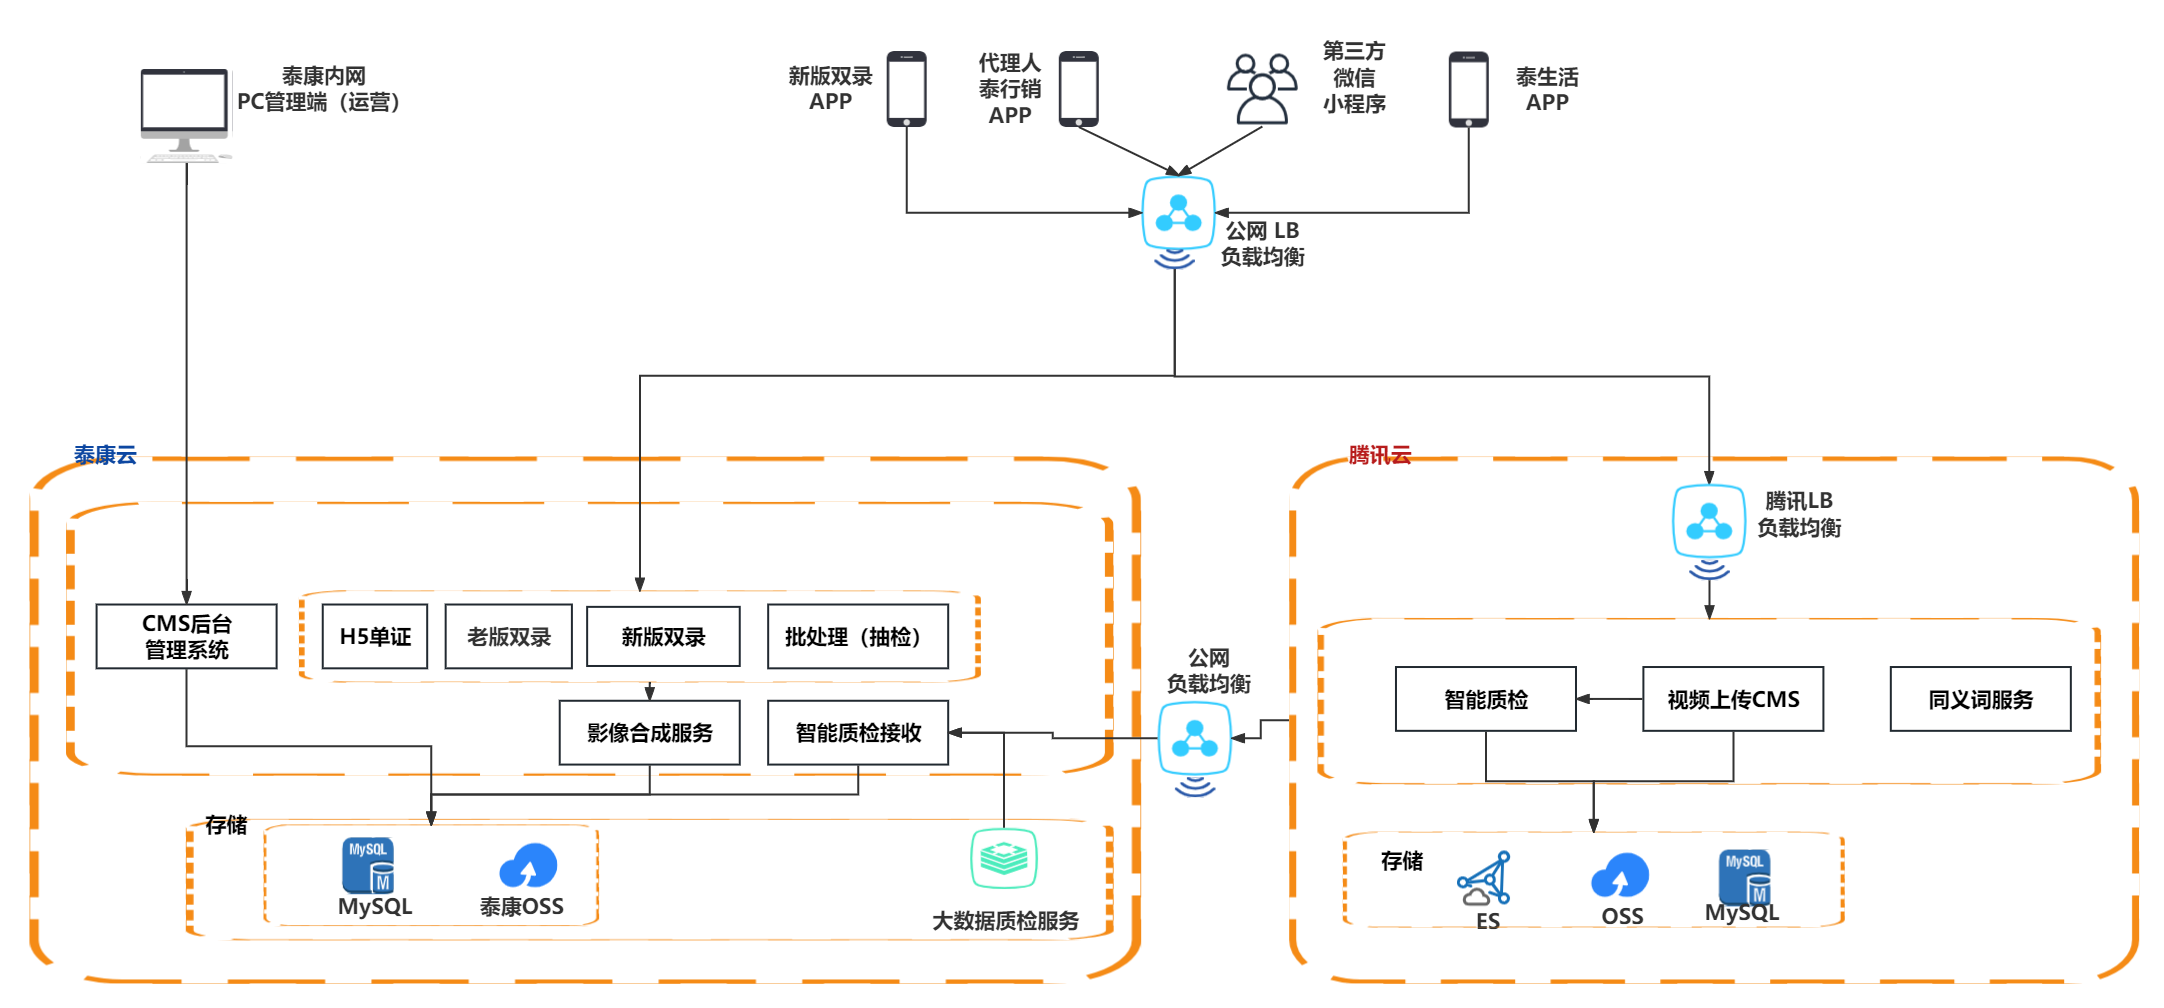 泰康内网
PC管理端（运营）
新版双录
APP
代理人
泰行销
APP
第三方
微信
小程序
泰生活
APP
公网 LB
负载均衡
泰康云
腾讯云
腾讯LB
负载均衡
CMS后台
管理系统
H5单证
老版双录
新版双录
批处理（抽检）
影像合成服务
智能质检接收
公网
负载均衡
智能质检
视频上传CMS
同义词服务
存储
MySQL
M
MySQL
泰康OSS
大数据质检服务
存储
ES
OSS
MySQL
M
MySQL